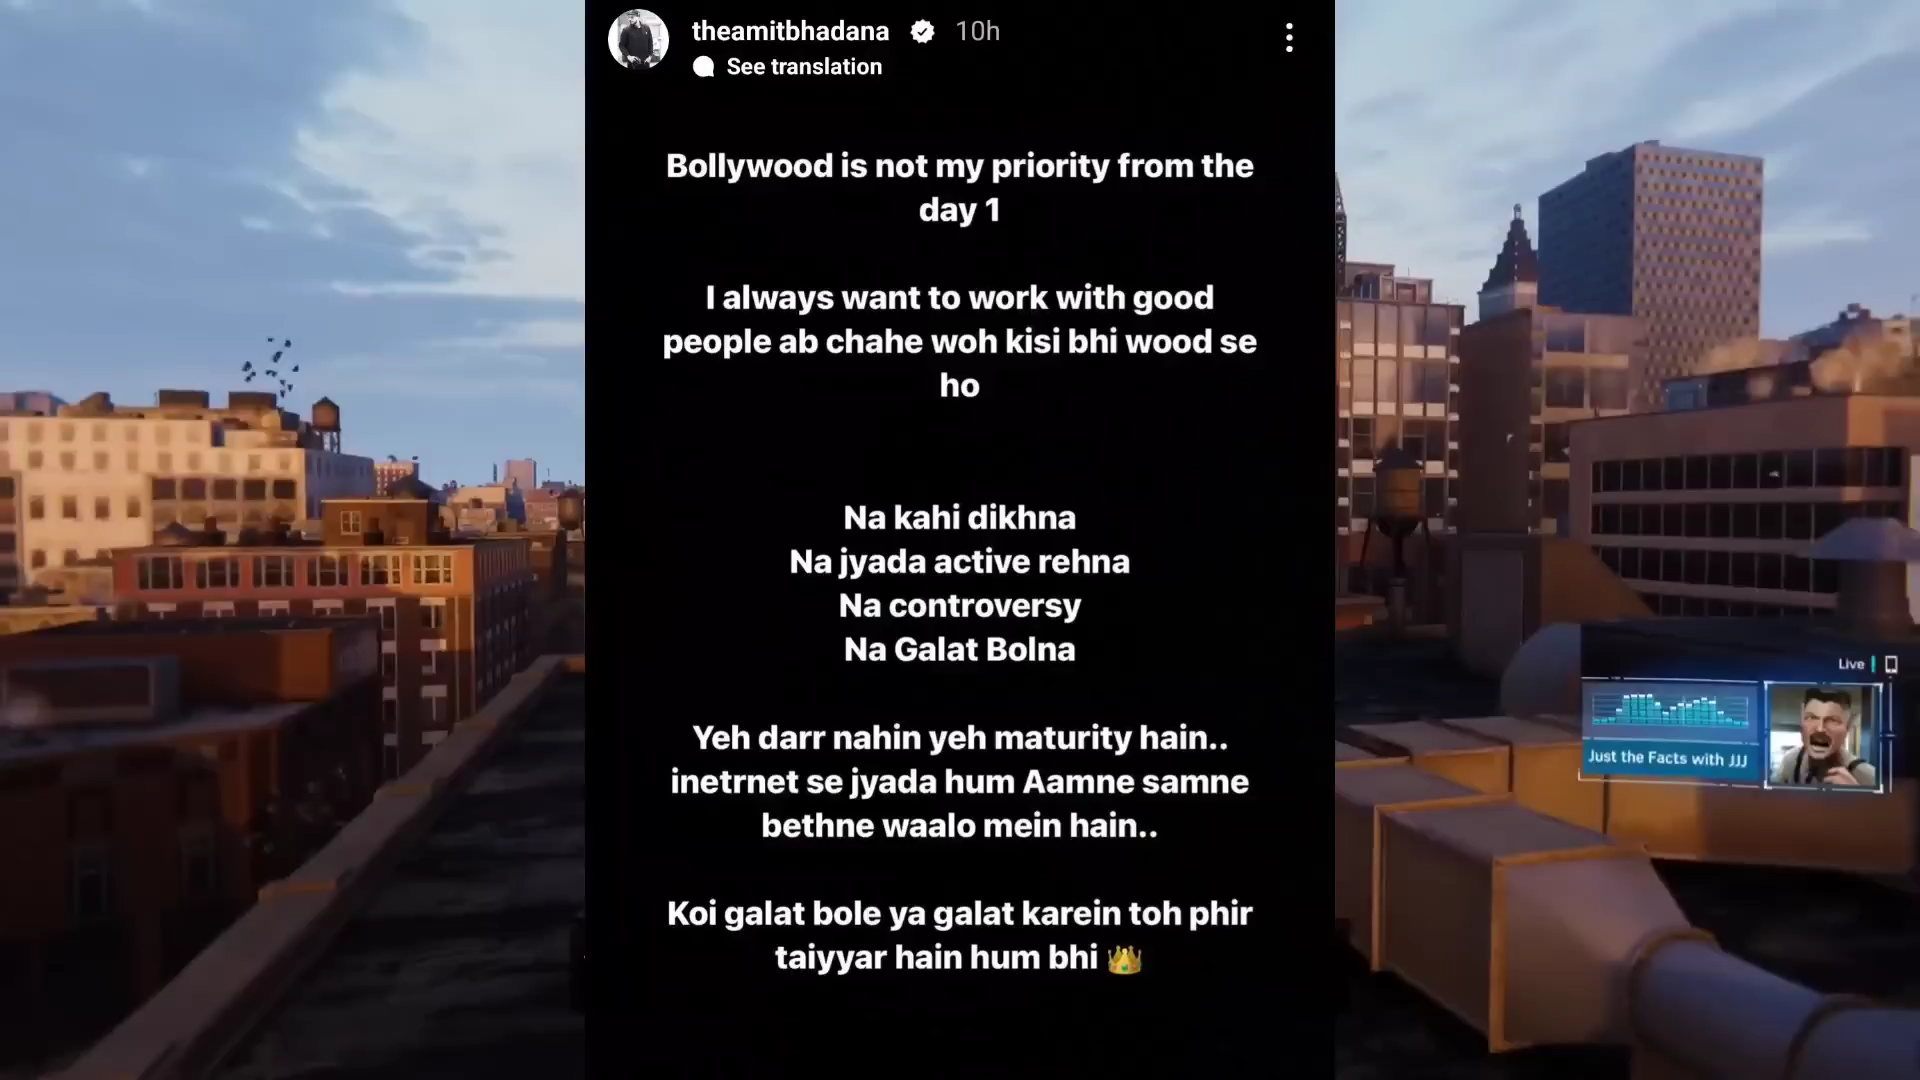 theamitbhadana 10h
See translation
Bollywood is not my priority from the
day 1
I always want to work with good
people ab chahe woh kisi bhi wood se
ho
Na kahi dikhna
Na jyada active rehna
Na controversy
Na Galat Bolna
Yeh darr nahin yeh maturity hain..
inetrnet se jyada hum Aamne samne
bethne waalo mein hain..
Koi galat bole ya galat karein toh phir
taiyyar hain hum bhi 👑
Live
Just the Facts with JJJ